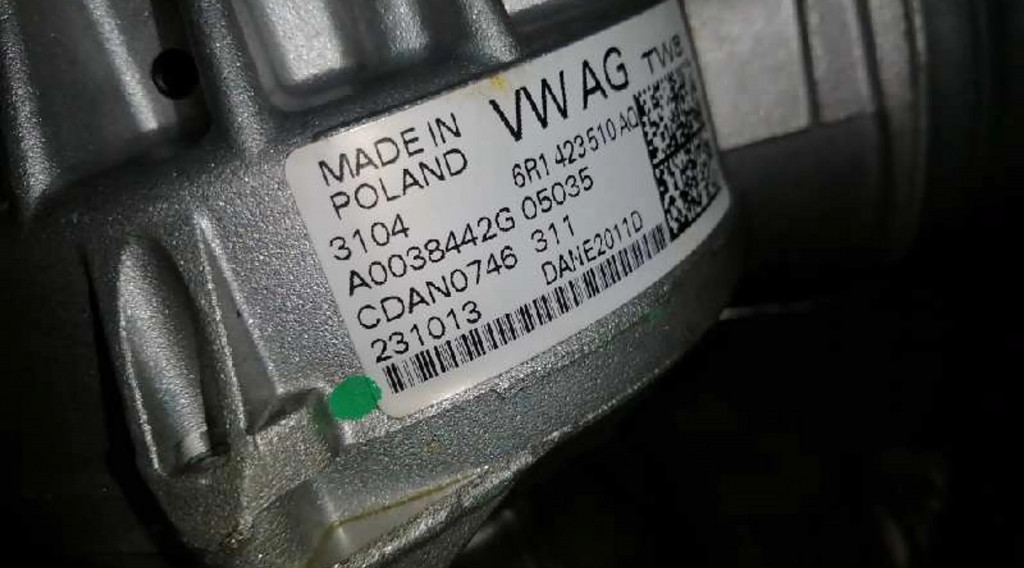 MADE IN
POLAND
VW AG TWB
3104
6R1 423510 AQ
A0038442G 05035
CDAN0746 311
231013 DANE2011D